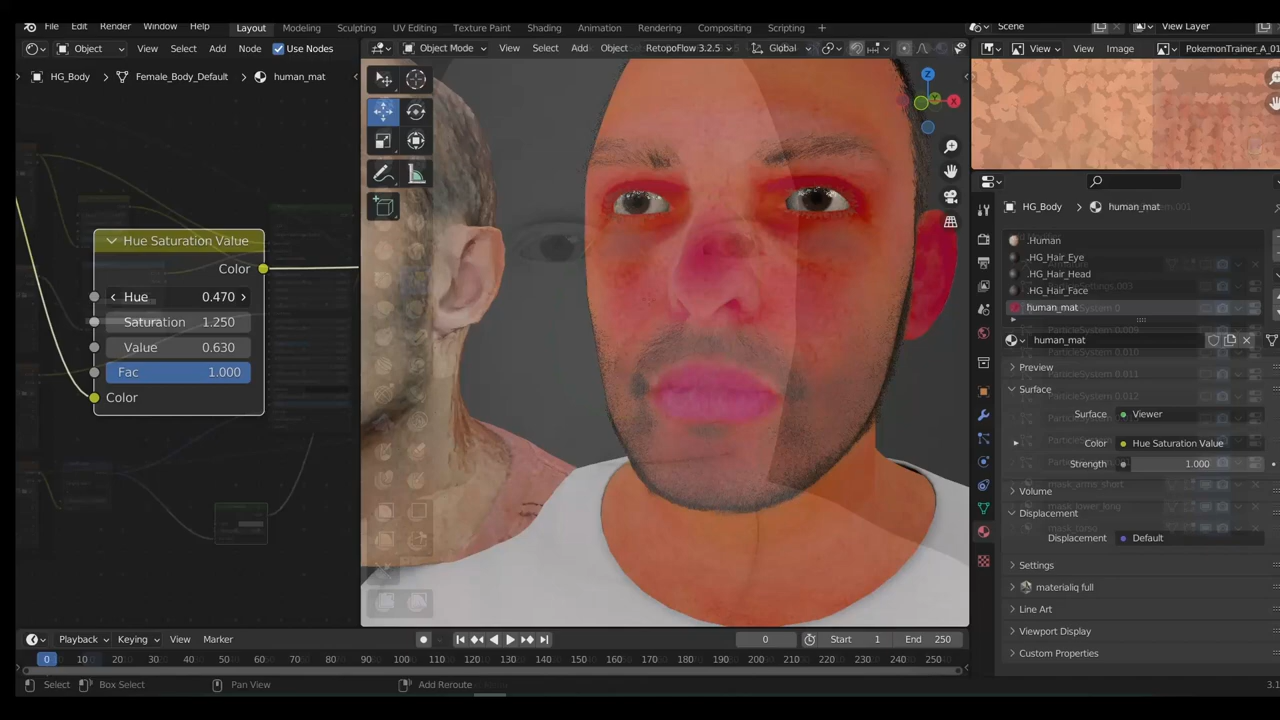 File Edit Render Window Help Layout Modeling Sculpting UV Editing Texture Paint Shading Animation Rendering Compositing Scripting + Scene View Layer
Object View Select Add Node Use Nodes Object Mode View Select Add Object RetopoFlow 3.2.5 Global View View Image PokemonTrainer_A_01
HG_Body > Female_Body_Default > human_mat
Hue Saturation Value
Color
Hue 0.470
Saturation 1.250
Value 0.630
Fac 1.000
Color
Z
X
HG_Body > human_mat
.Human
.HG_Hair_Eye
.HG_Hair_Head
.HG_Hair_Face
human_mat
human_mat
Preview
Surface
Surface Viewer
Color Hue Saturation Value
Strength 1.000
mask_arms_short
Volume
mask_lower_long
Displacement
mask_torso
Displacement Default
Settings
materialiq full
Line Art
Viewport Display
Custom Properties
Playback Keying View Marker 0 Start 1 End 250
0 10 20 30 40 50 60 70 80 90 100 110 120 130 140 150 160 170 180 190 200 210 220 230 240 250
Select Box Select Pan View Add Reroute 3.1